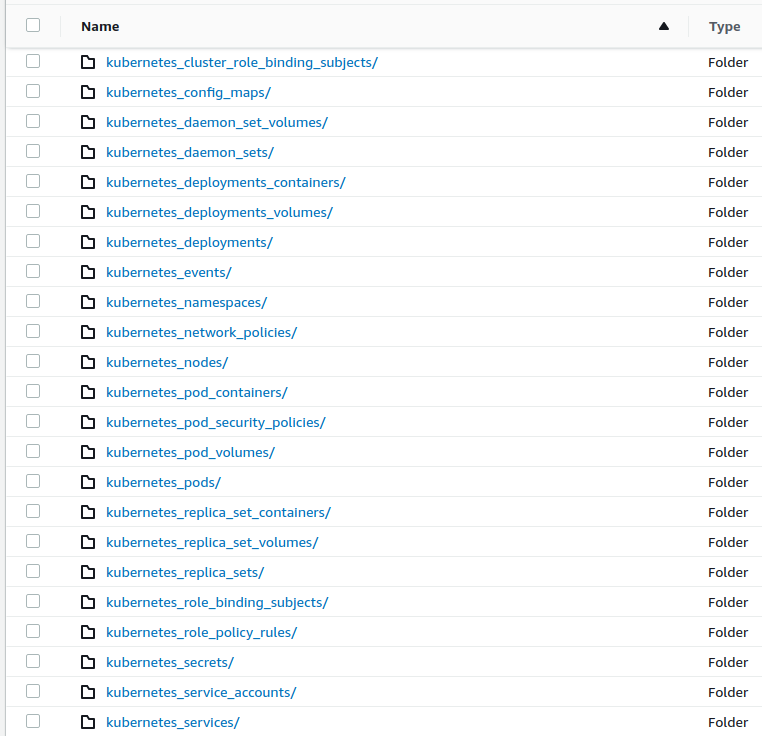 Name Type
kubernetes_cluster_role_binding_subjects/ Folder
kubernetes_config_maps/ Folder
kubernetes_daemon_set_volumes/ Folder
kubernetes_daemon_sets/ Folder
kubernetes_deployments_containers/ Folder
kubernetes_deployments_volumes/ Folder
kubernetes_deployments/ Folder
kubernetes_events/ Folder
kubernetes_namespaces/ Folder
kubernetes_network_policies/ Folder
kubernetes_nodes/ Folder
kubernetes_pod_containers/ Folder
kubernetes_pod_security_policies/ Folder
kubernetes_pod_volumes/ Folder
kubernetes_pods/ Folder
kubernetes_replica_set_containers/ Folder
kubernetes_replica_set_volumes/ Folder
kubernetes_replica_sets/ Folder
kubernetes_role_binding_subjects/ Folder
kubernetes_role_policy_rules/ Folder
kubernetes_secrets/ Folder
kubernetes_service_accounts/ Folder
kubernetes_services/ Folder